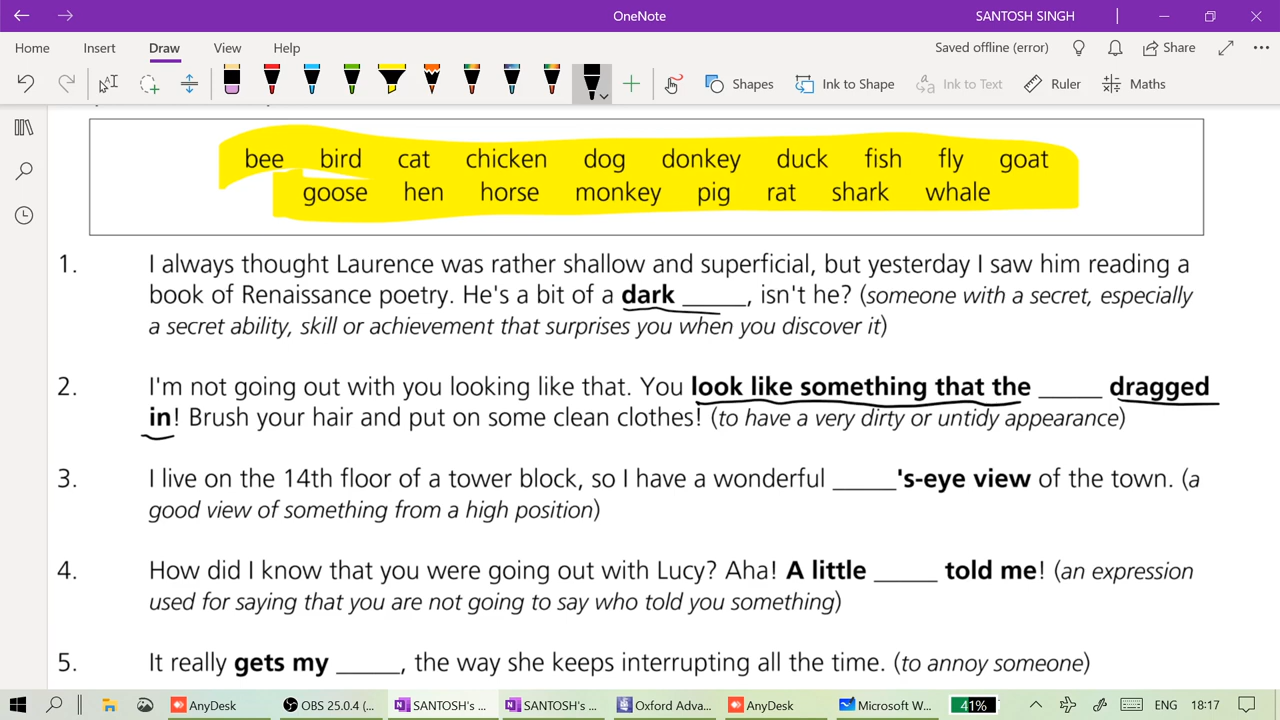 OneNote
SANTOSH SINGH
Home Insert Draw View Help
Saved offline (error)
Share
Shapes
Ink to Shape
Ink to Text
Ruler
Maths
bee bird cat chicken dog donkey duck fish fly goat
goose hen horse monkey pig rat shark whale
1. I always thought Laurence was rather shallow and superficial, but yesterday I saw him reading a
book of Renaissance poetry. He's a bit of a dark _____, isn't he? (someone with a secret, especially
a secret ability, skill or achievement that surprises you when you discover it)
2. I'm not going out with you looking like that. You look like something that the _____ dragged
in! Brush your hair and put on some clean clothes! (to have a very dirty or untidy appearance)
3. I live on the 14th floor of a tower block, so I have a wonderful _____'s-eye view of the town. (a
good view of something from a high position)
4. How did I know that you were going out with Lucy? Aha! A little _____ told me! (an expression
used for saying that you are not going to say who told you something)
5. It really gets my _____, the way she keeps interrupting all the time. (to annoy someone)
AnyDesk
OBS 25.0.4 (...
SANTOSH's ...
SANTOSH's ...
Oxford Adva...
AnyDesk
Microsoft W...
41%
ENG
18:17